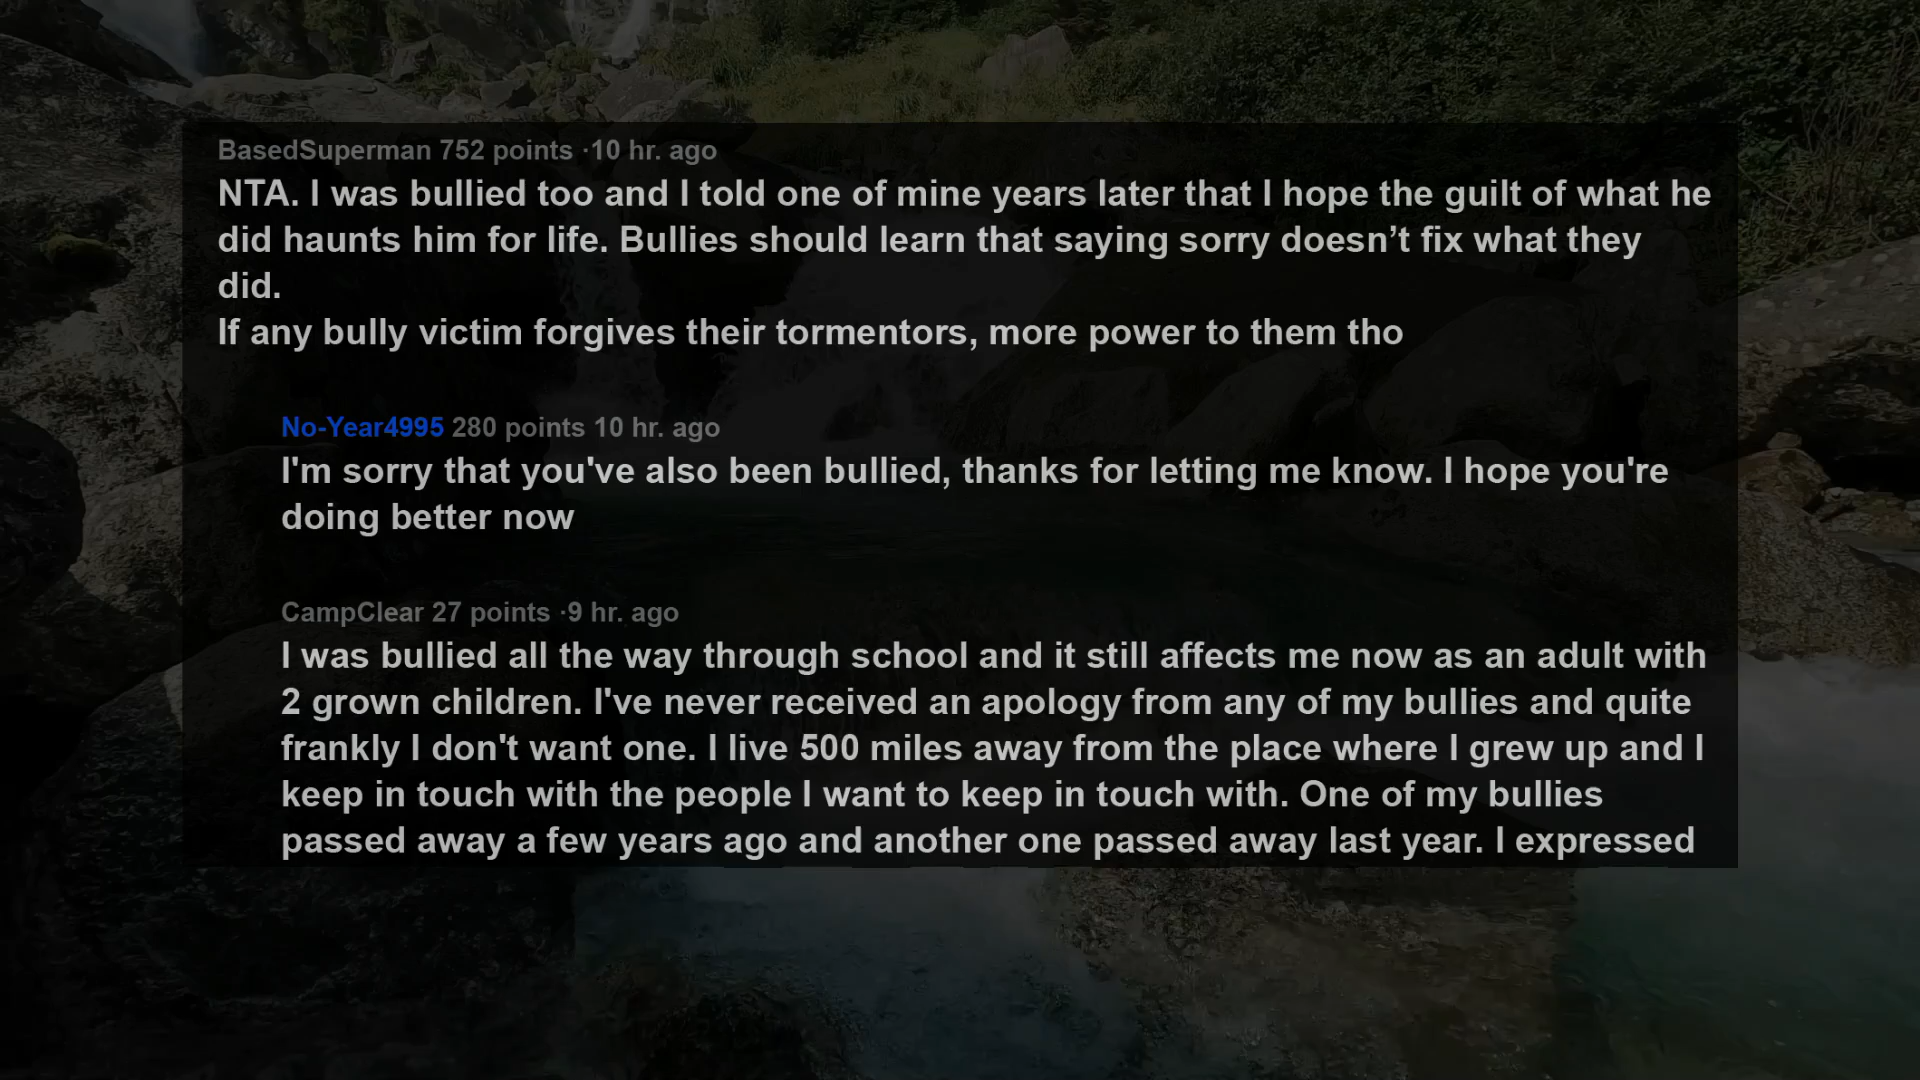 BasedSuperman 752 points ·10 hr. ago
NTA. I was bullied too and I told one of mine years later that I hope the guilt of what he
did haunts him for life. Bullies should learn that saying sorry doesn’t fix what they
did.
If any bully victim forgives their tormentors, more power to them tho
No-Year4995 280 points 10 hr. ago
I'm sorry that you've also been bullied, thanks for letting me know. I hope you're
doing better now
CampClear 27 points ·9 hr. ago
I was bullied all the way through school and it still affects me now as an adult with
2 grown children. I've never received an apology from any of my bullies and quite
frankly I don't want one. I live 500 miles away from the place where I grew up and I
keep in touch with the people I want to keep in touch with. One of my bullies
passed away a few years ago and another one passed away last year. I expressed